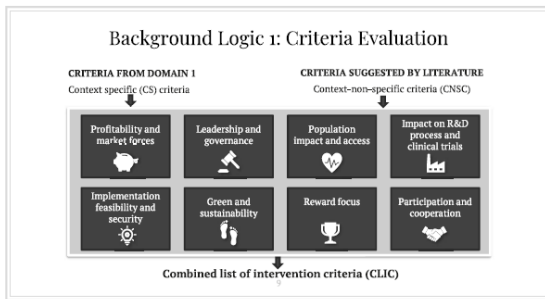 Background Logic 1: Criteria Evaluation
CRITERIA FROM DOMAIN 1
Context specific (CS) criteria
CRITERIA SUGGESTED BY LITERATURE
Context-non-specific criteria (CNSC)
Profitability and
market forces
Leadership and
governance
Population
impact and access
Impact on R&D
process and
clinical trials
Implementation
feasibility and
security
Green and
sustainability
Reward focus
Participation and
cooperation
Combined list of intervention criteria (CLIC)
9